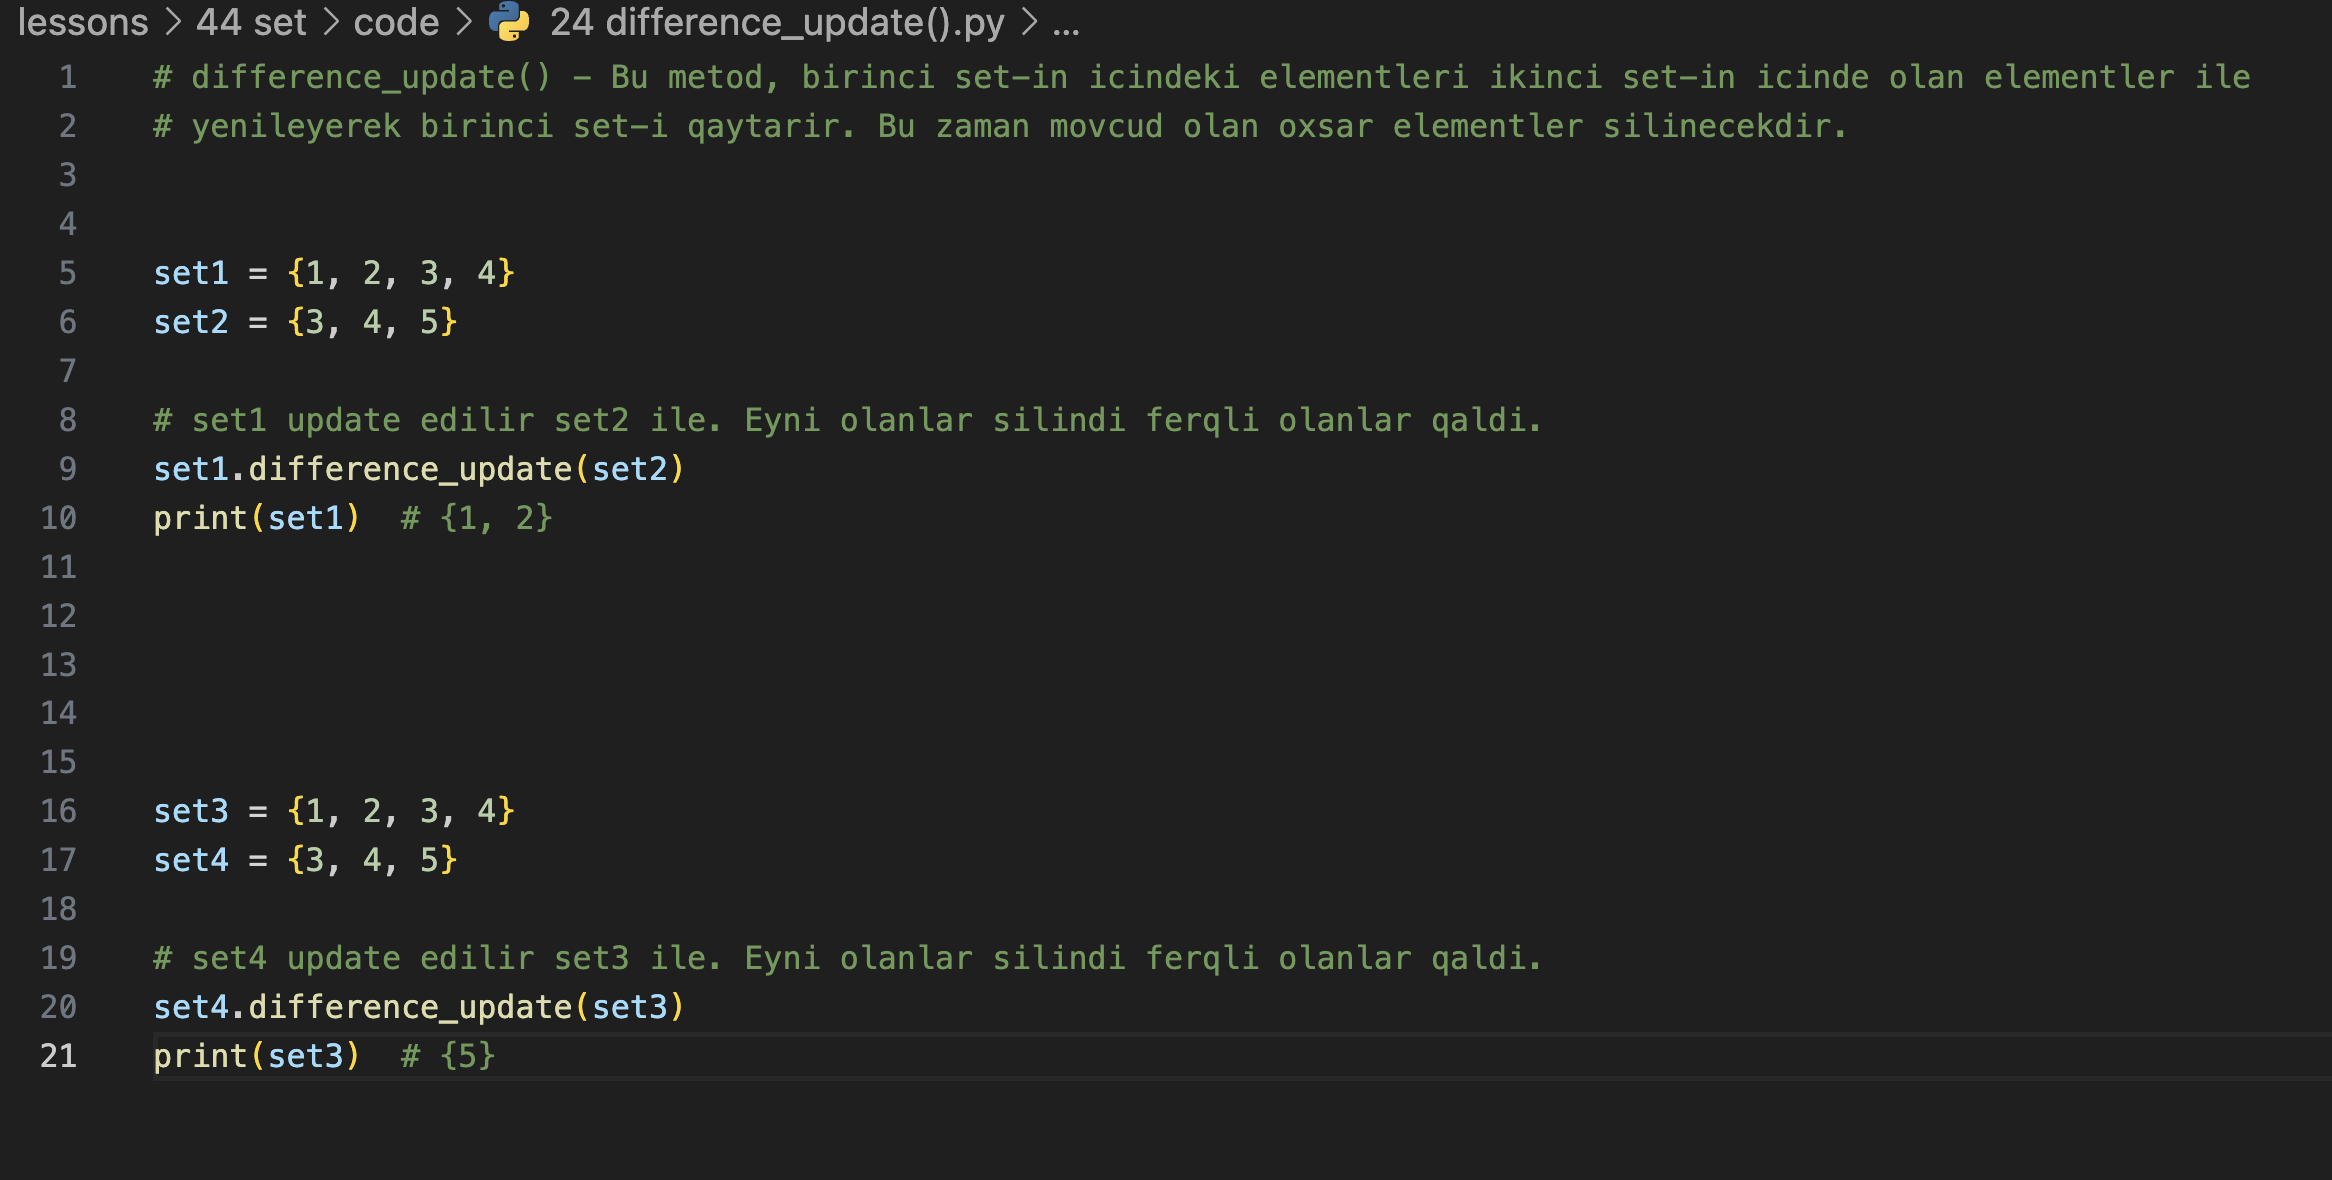 lessons > 44 set > code > 24 difference_update().py > ...
1 # difference_update() - Bu metod, birinci set-in icindeki elementleri ikinci set-in icinde olan elementler ile
2 # yenileyerek birinci set-i qaytarir. Bu zaman movcud olan oxsar elementler silinecekdir.
3
4
5 set1 = {1, 2, 3, 4}
6 set2 = {3, 4, 5}
7
8 # set1 update edilir set2 ile. Eyni olanlar silindi ferqli olanlar qaldi.
9 set1.difference_update(set2)
10 print(set1)  # {1, 2}
11
12
13
14
15
16 set3 = {1, 2, 3, 4}
17 set4 = {3, 4, 5}
18
19 # set4 update edilir set3 ile. Eyni olanlar silindi ferqli olanlar qaldi.
20 set4.difference_update(set3)
21 print(set3)  # {5}